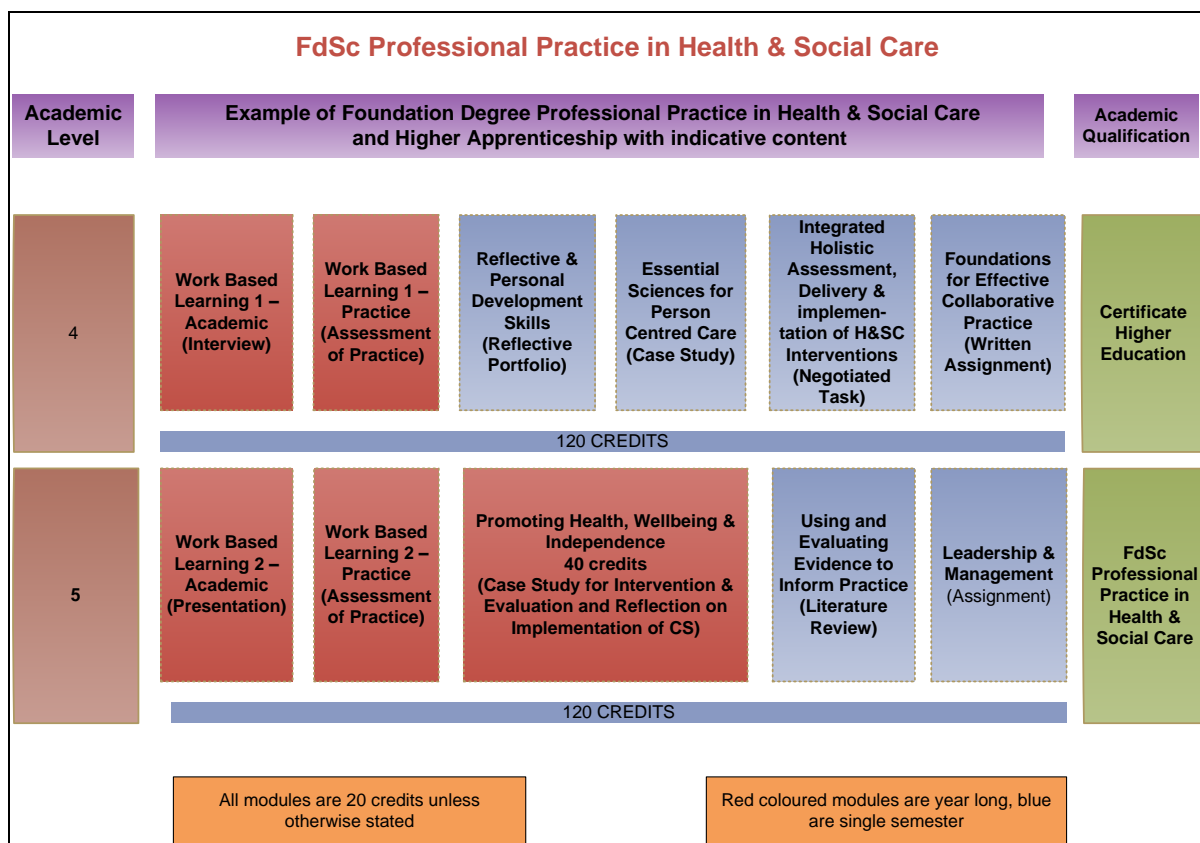 FdSc Professional Practice in Health & Social Care
Academic
Level
Example of Foundation Degree Professional Practice in Health & Social Care
and Higher Apprenticeship with indicative content
Academic
Qualification
4
Work Based
Learning 1 –
Academic
(Interview)
Work Based
Learning 1 –
Practice
(Assessment
of Practice)
Reflective &
Personal
Development
Skills
(Reflective
Portfolio)
Essential
Sciences for
Person
Centred Care
(Case Study)
Integrated
Holistic
Assessment,
Delivery &
implemen-
tation of H&SC
Interventions
(Negotiated
Task)
Foundations
for Effective
Collaborative
Practice
(Written
Assignment)
Certificate
Higher
Education
120 CREDITS
5
Work Based
Learning 2 –
Academic
(Presentation)
Work Based
Learning 2 –
Practice
(Assessment
of Practice)
Promoting Health, Wellbeing &
Independence
40 credits
(Case Study for Intervention &
Evaluation and Reflection on
Implementation of CS)
Using and
Evaluating
Evidence to
Inform Practice
(Literature
Review)
Leadership &
Management
(Assignment)
FdSc
Professional
Practice in
Health &
Social Care
120 CREDITS
All modules are 20 credits unless
otherwise stated
Red coloured modules are year long, blue
are single semester